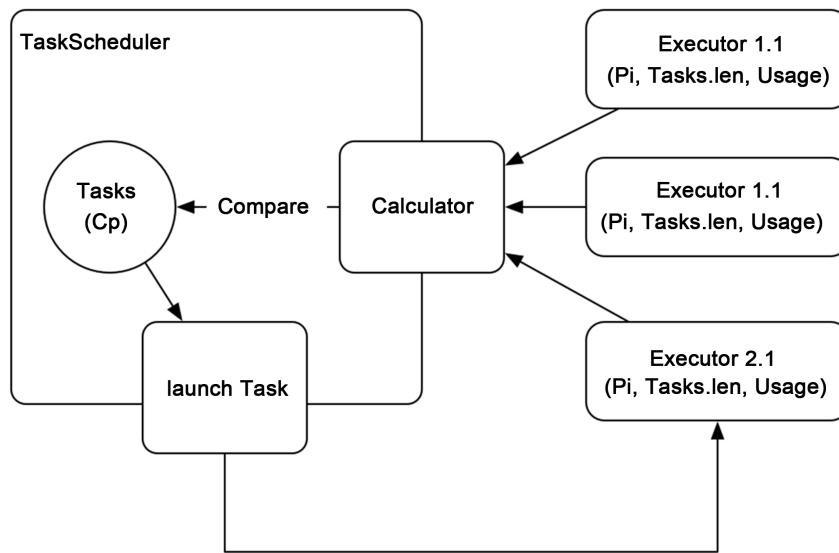 TaskScheduler
Executor 1.1
(Pi, Tasks.len, Usage)
Tasks
(Cp)
Compare
Calculator
Executor 1.1
(Pi, Tasks.len, Usage)
launch Task
Executor 2.1
(Pi, Tasks.len, Usage)